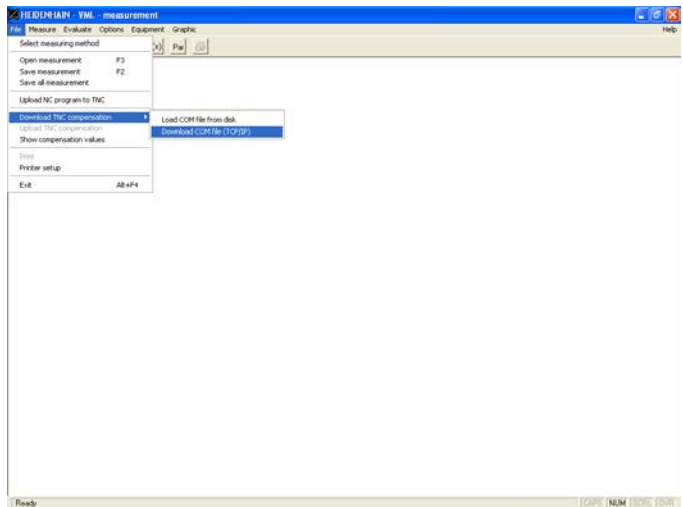 HEIDENHAIN - VML - measurement
File Measure Evaluate Options Equipment Graphic Help
Select measuring method
Par
Open measurement F3
Save measurement F2
Save all measurement
Upload NC program to TNC
Download TNC compensation
Load COM file from disk
Upload TNC compensation
Download COM file (TCP/IP)
Show compensation values
Print
Printer setup
Exit Alt+F4
Ready CAPS NUM SCRL OVR